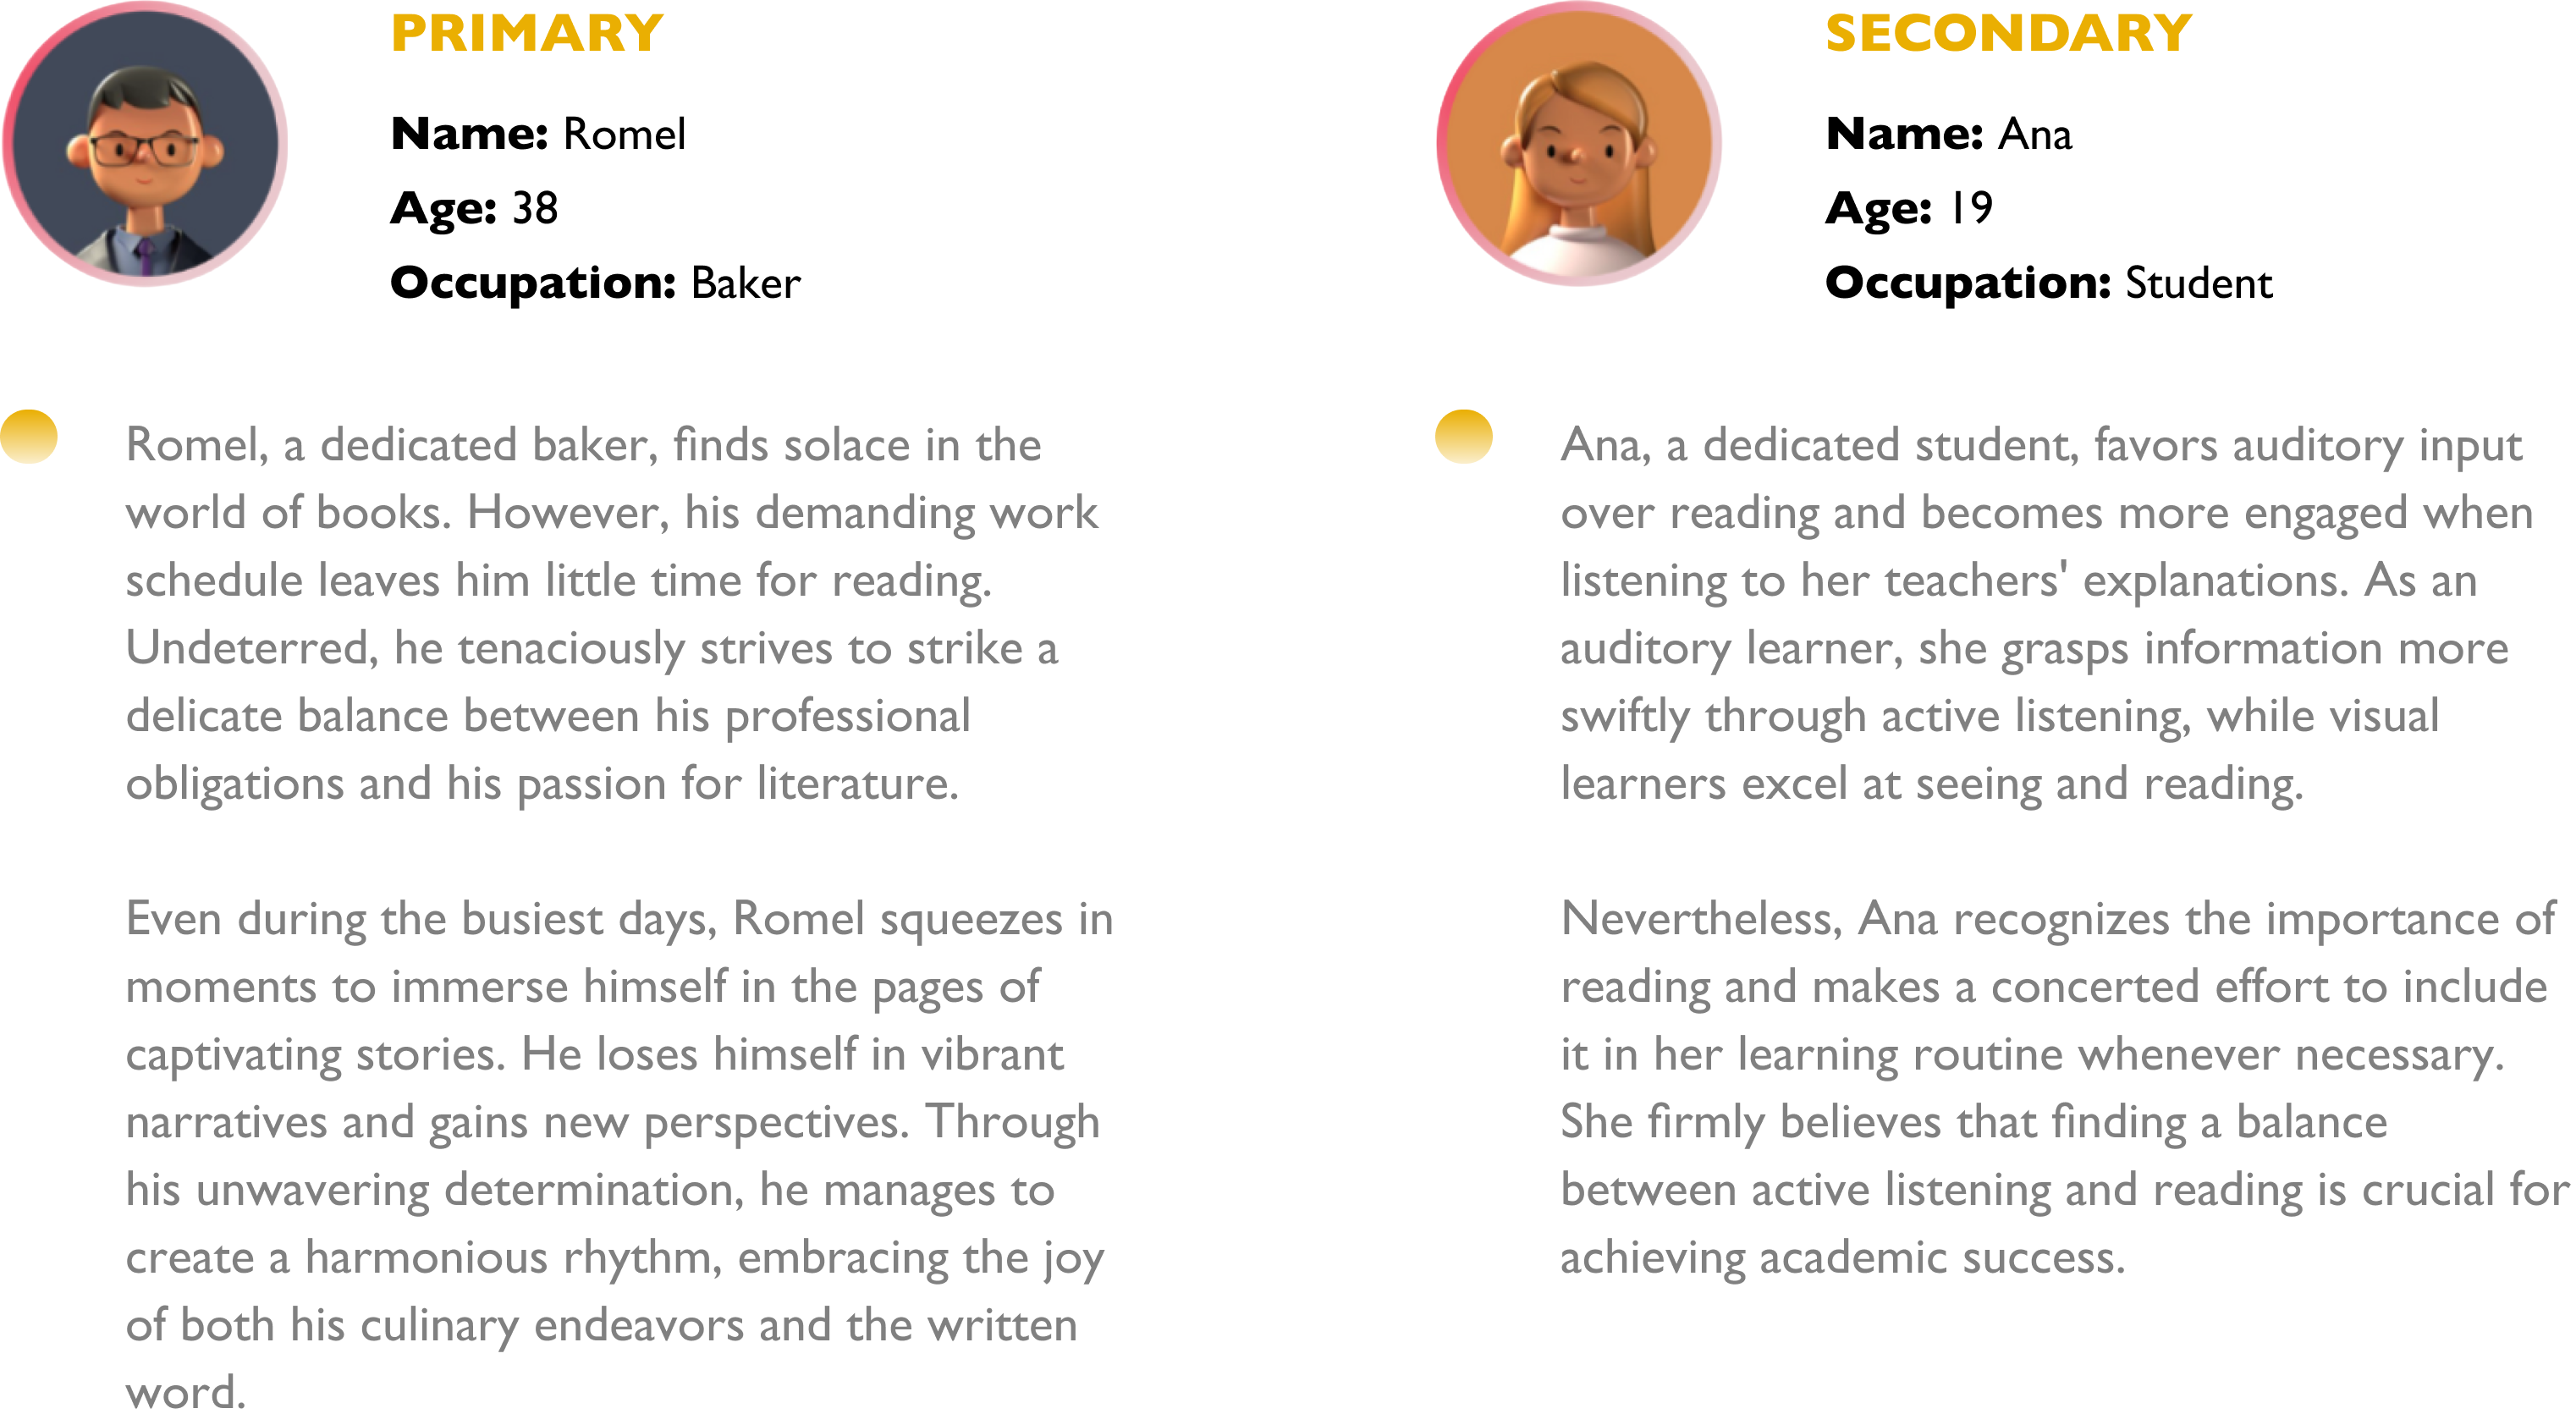 PRIMARY
Name: Romel
Age: 38
Occupation: Baker
Romel, a dedicated baker, finds solace in the
world of books. However, his demanding work
schedule leaves him little time for reading.
Undeterred, he tenaciously strives to strike a
delicate balance between his professional
obligations and his passion for literature.
Even during the busiest days, Romel squeezes in
moments to immerse himself in the pages of
captivating stories. He loses himself in vibrant
narratives and gains new perspectives. Through
his unwavering determination, he manages to
create a harmonious rhythm, embracing the joy
of both his culinary endeavors and the written
word.
SECONDARY
Name: Ana
Age: 19
Occupation: Student
Ana, a dedicated student, favors auditory input
over reading and becomes more engaged when
listening to her teachers' explanations. As an
auditory learner, she grasps information more
swiftly through active listening, while visual
learners excel at seeing and reading.
Nevertheless, Ana recognizes the importance of
reading and makes a concerted effort to include
it in her learning routine whenever necessary.
She firmly believes that finding a balance
between active listening and reading is crucial for
achieving academic success.